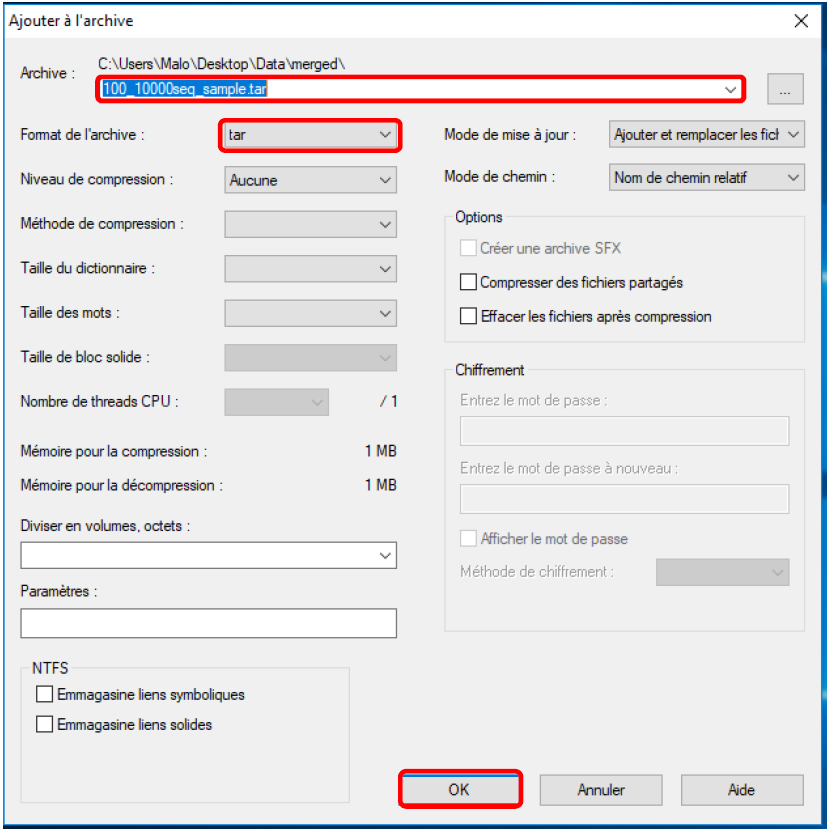 Ajouter à l'archive
Archive :
C:\Users\Malo\Desktop\Data\merged\
100_10000seq_sample.tar
...
Format de l'archive :
tar
Niveau de compression :
Aucune
Méthode de compression :
Taille du dictionnaire :
Taille des mots :
Taille de bloc solide :
Nombre de threads CPU :
/ 1
Mémoire pour la compression :
1 MB
Mémoire pour la décompression :
1 MB
Diviser en volumes, octets :
Paramètres :
NTFS
Emmagasine liens symboliques
Emmagasine liens solides
Mode de mise à jour :
Ajouter et remplacer les fich
Mode de chemin :
Nom de chemin relatif
Options
Créer une archive SFX
Compresser des fichiers partagés
Effacer les fichiers après compression
Chiffrement
Entrez le mot de passe :
Entrez le mot de passe à nouveau :
Afficher le mot de passe
Méthode de chiffrement :
OK
Annuler
Aide